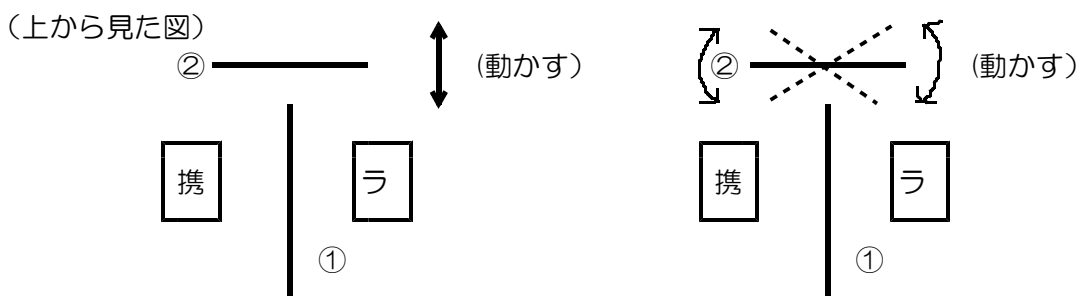 （上から見た図）
② (動かす）
携 ラ
①
② (動かす）
携 ラ
①